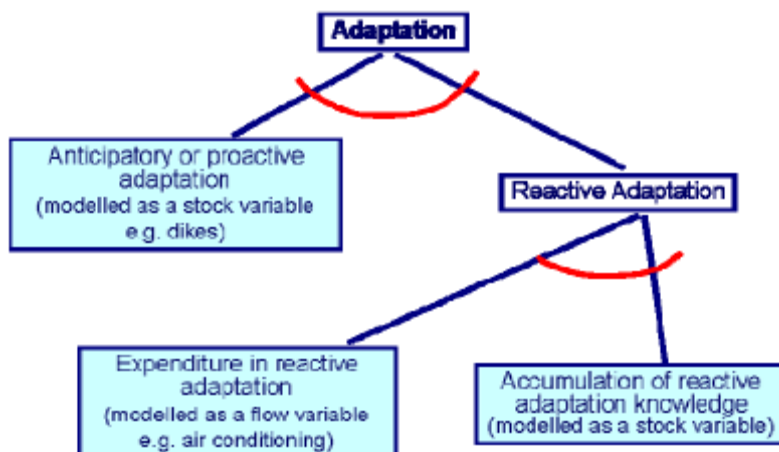 Adaptation
Anticipatory or proactive
adaptation
(modelled as a stock variable
e.g. dikes)
Reactive Adaptation
Expenditure in reactive
adaptation
(modelled as a flow variable
e.g. air conditioning)
Accumulation of reactive
adaptation knowledge
(modelled as a stock variable)